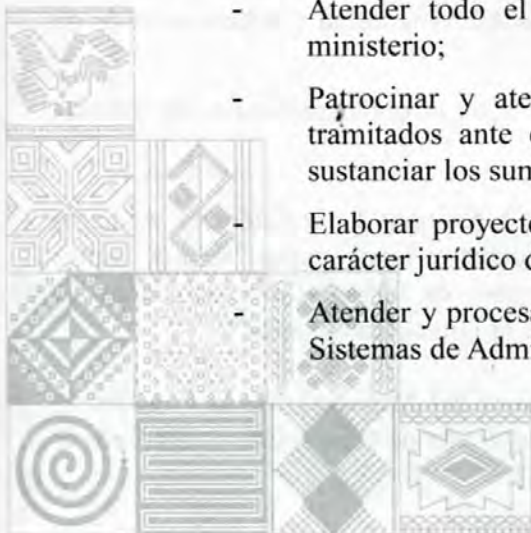 - Atender todo el
ministerio;
- Patrocinar y ate
tramitados ante
sustanciar los sun
- Elaborar proyect
carácter jurídico
- Atender y proces
Sistemas de Adm